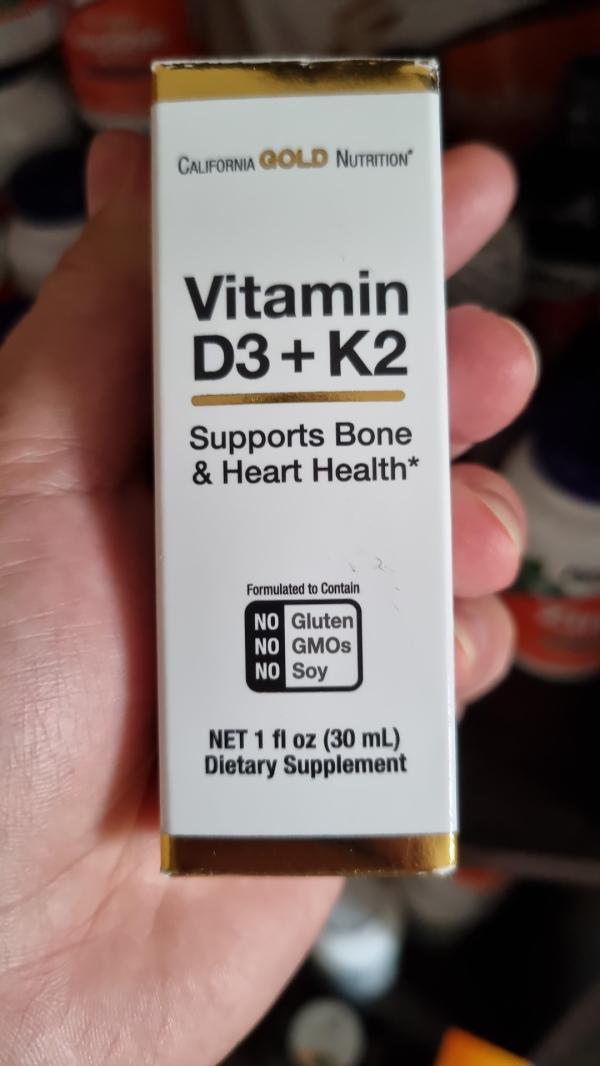 CALIFORNIA GOLD NUTRITION®
Vitamin
D3 + K2
Supports Bone
& Heart Health*
Formulated to Contain
NO Gluten
NO GMOs
NO Soy
NET 1 fl oz (30 mL)
Dietary Supplement